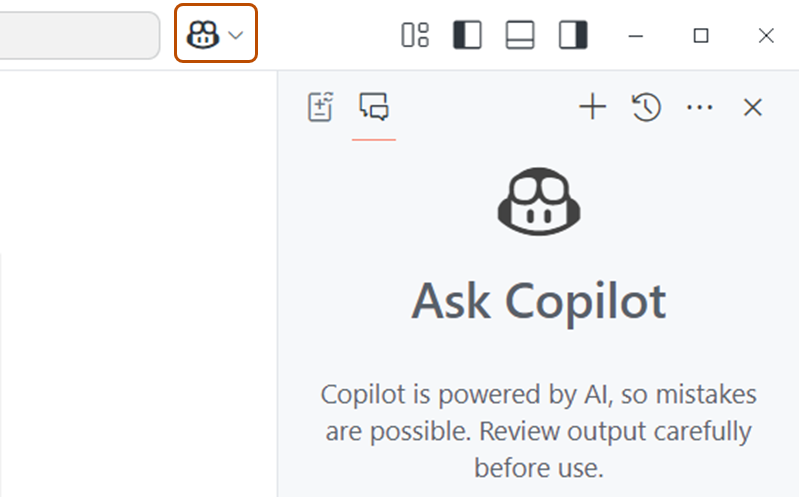 Ask Copilot
Copilot is powered by AI, so mistakes
are possible. Review output carefully
before use.